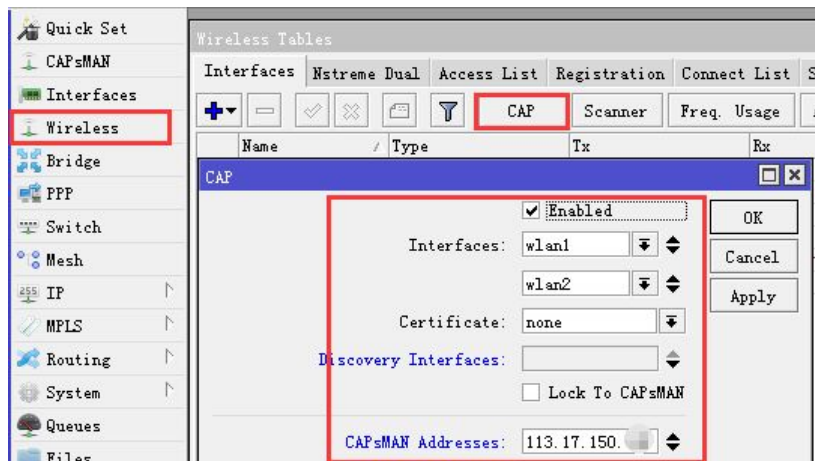 Quick Set
CAPsMAN
Interfaces
Wireless
Bridge
PPP
Switch
Mesh
255 IP
MPLS
Routing
System
Queues
Files
Wireless Tables
Interfaces Nstreme Dual Access List Registration Connect List S
CAP Scanner Freq. Usage
Name / Type Tx Rx
CAP
Enabled
OK
Interfaces: wlan1
Cancel
wlan2
Apply
Certificate: none
Discovery Interfaces:
Lock To CAPsMAN
CAPsMAN Addresses: 113.17.150.